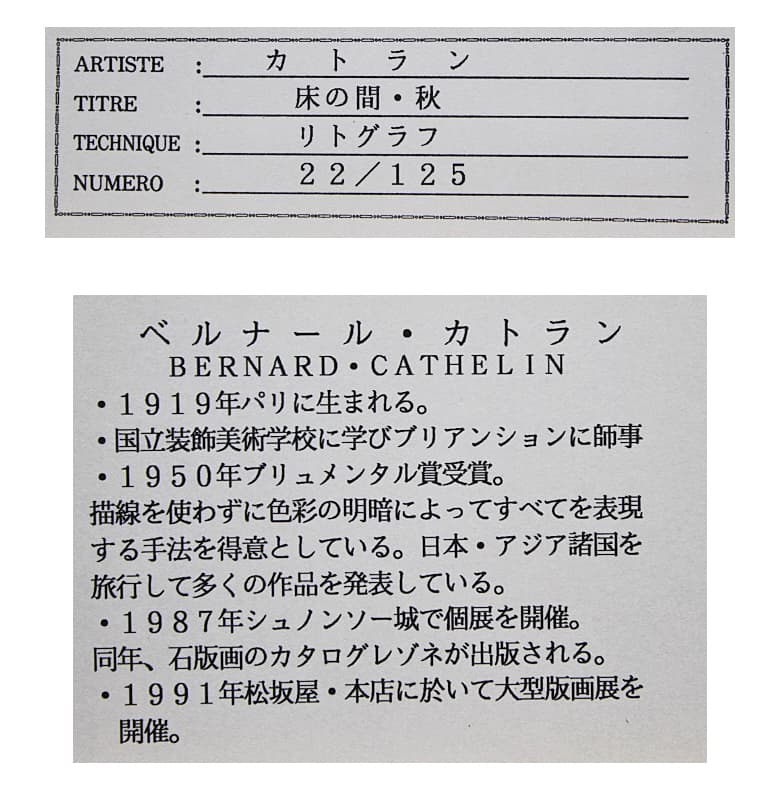 ARTISTE : カトラン
TITRE : 床の間・秋
TECHNIQUE : リトグラフ
NUMERO : 22／125
ベルナール・カトラン
BERNARD・CATHELIN
・1919年パリに生まれる。
・国立装飾美術学校に学びブリアンションに師事
・1950年ブリュメンタル賞受賞。
描線を使わずに色彩の明暗によってすべてを表現
する手法を得意としている。日本・アジア諸国を
旅行して多くの作品を発表している。
・1987年シュノンソー城で個展を開催。
同年、石版画のカタログレゾネが出版される。
・1991年松坂屋・本店に於いて大型版画展を
開催。